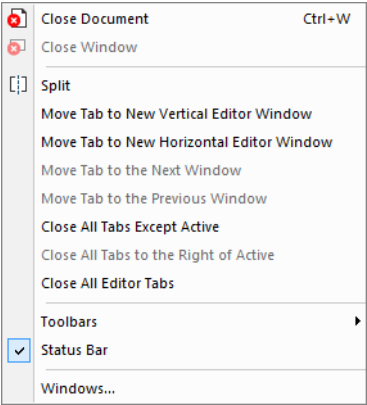 Close Document Ctrl+W
Close Window
Split
Move Tab to New Vertical Editor Window
Move Tab to New Horizontal Editor Window
Move Tab to the Next Window
Move Tab to the Previous Window
Close All Tabs Except Active
Close All Tabs to the Right of Active
Close All Editor Tabs
Toolbars
Status Bar
Windows...